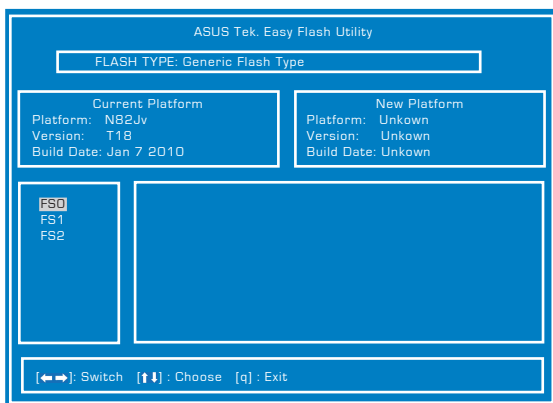 ASUS Tek. Easy Flash Utility
FLASH TYPE: Generic Flash Type
Current Platform
Platform: N82Jv
Version: T18
Build Date: Jan 7 2010
New Platform
Platform: Unkown
Version: Unkown
Build Date: Unkown
FS0
FS1
FS2
[←→]: Switch [↑↓] : Choose [q] : Exit